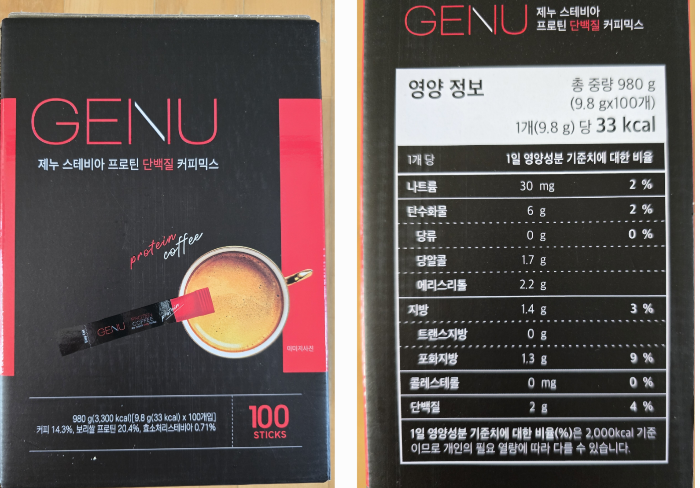 GENU
제누 스테비아 프로틴 단백질 커피믹스
protein
coffee
GENU
COFFEE
이미지사진
980 g(3,300 kcal)[9.8 g(33 kcal) x 100개입]
커피 14.3%, 보리쌀 프로틴 20.4%, 효소처리스테비아 0.71%
100
STICKS
GENU
제누 스테비아
프로틴 단백질 커피믹스
영양 정보
총 중량 980 g
(9.8 gx100개)
1개(9.8 g) 당 33 kcal
1개 당 1일 영양성분 기준치에 대한 비율
나트륨 30 mg 2 %
탄수화물 6 g 2 %
당류 0 g 0 %
당알콜 1.7 g
에리스리톨 2.2 g
지방 1.4 g 3 %
트랜스지방 0 g
포화지방 1.3 g 9 %
콜레스테롤 0 mg 0 %
단백질 2 g 4 %
1일 영양성분 기준치에 대한 비율(%)은 2,000kcal 기준
이므로 개인의 필요 열량에 따라 다를 수 있습니다.